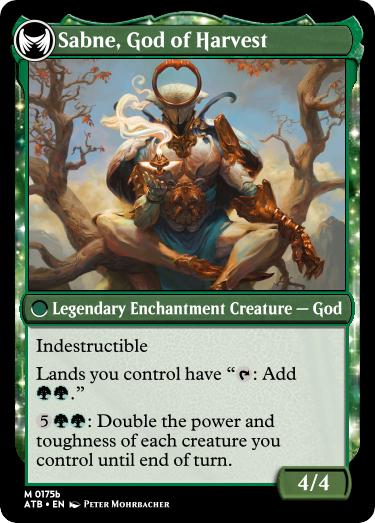 Sabne, God of Harvest
Legendary Enchantment Creature — God
Indestructible
Lands you control have “: Add
.”
5: Double the power and
toughness of each creature you
control until end of turn.
4/4
M 0175b
ATB • EN Peter Mohrbacher